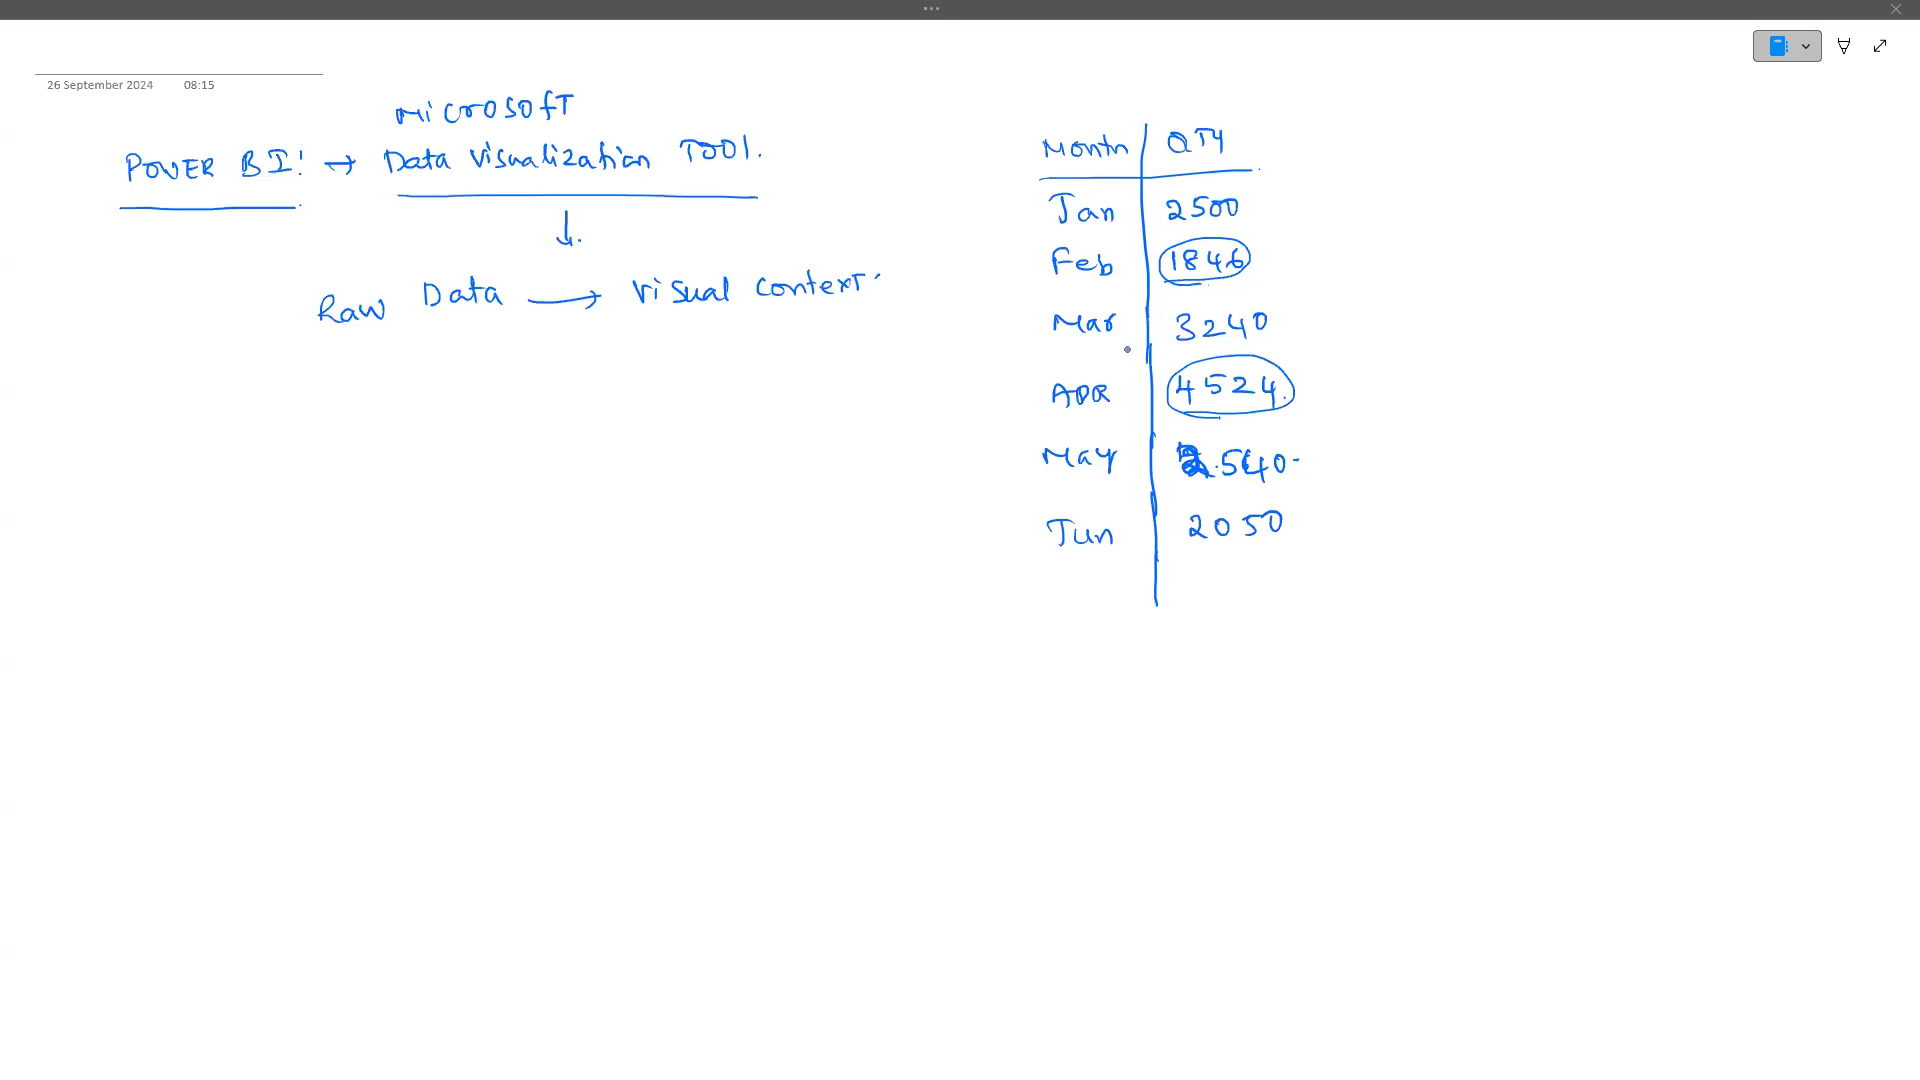 26 September 2024 08:15
Microsoft
POWER BI! → Data Visualization Tool.
↓
Raw Data → Visual Context
Month QTY
Jan 2500
Feb 1846
Mar 3240
APR 4524
May 2540
Jun 2050